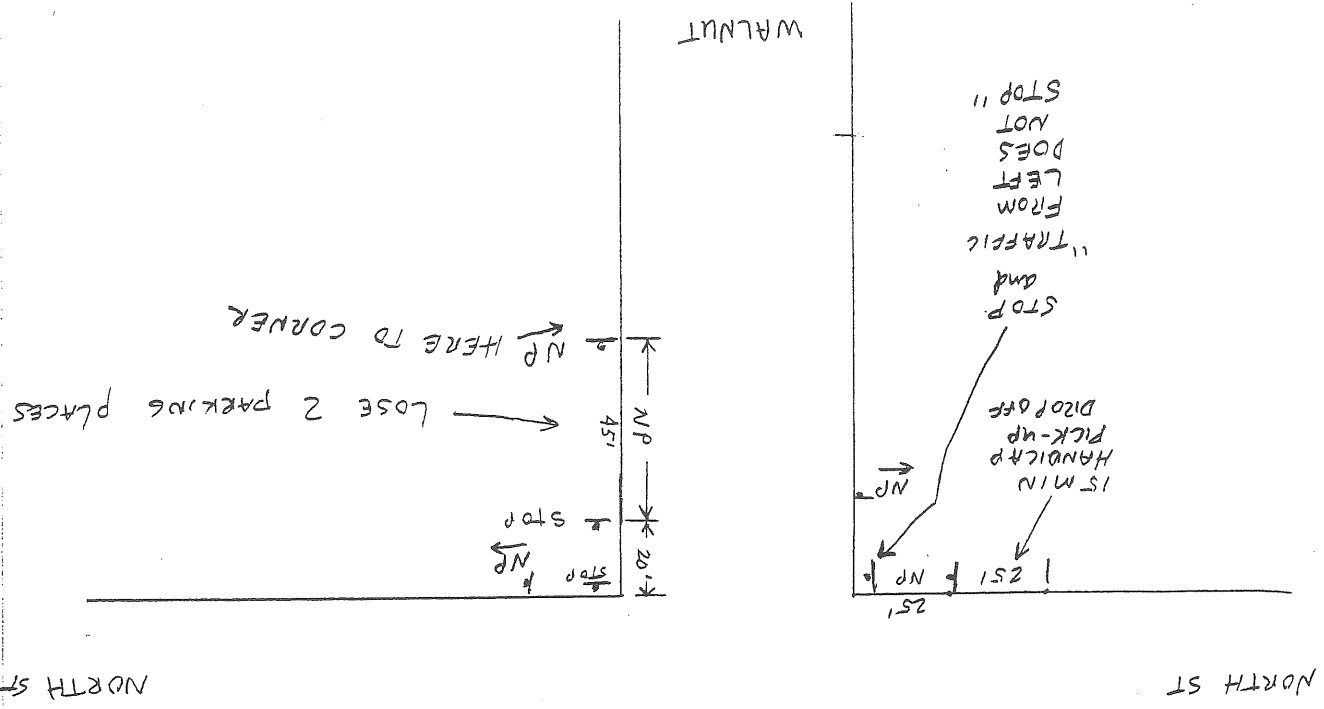 NORTH ST
NORTH ST
25'
25'
NP
NP
15 MIN
HANDICAP
PICK-UP
DROP OFF
STOP
and
"TRAFFIC
FROM
LEFT
DOES
NOT
STOP"
WALNUT
20'
STOP
NP
STOP
NP
45'
LOSE 2 PARKING PLACES
NP HERE TO CORNER